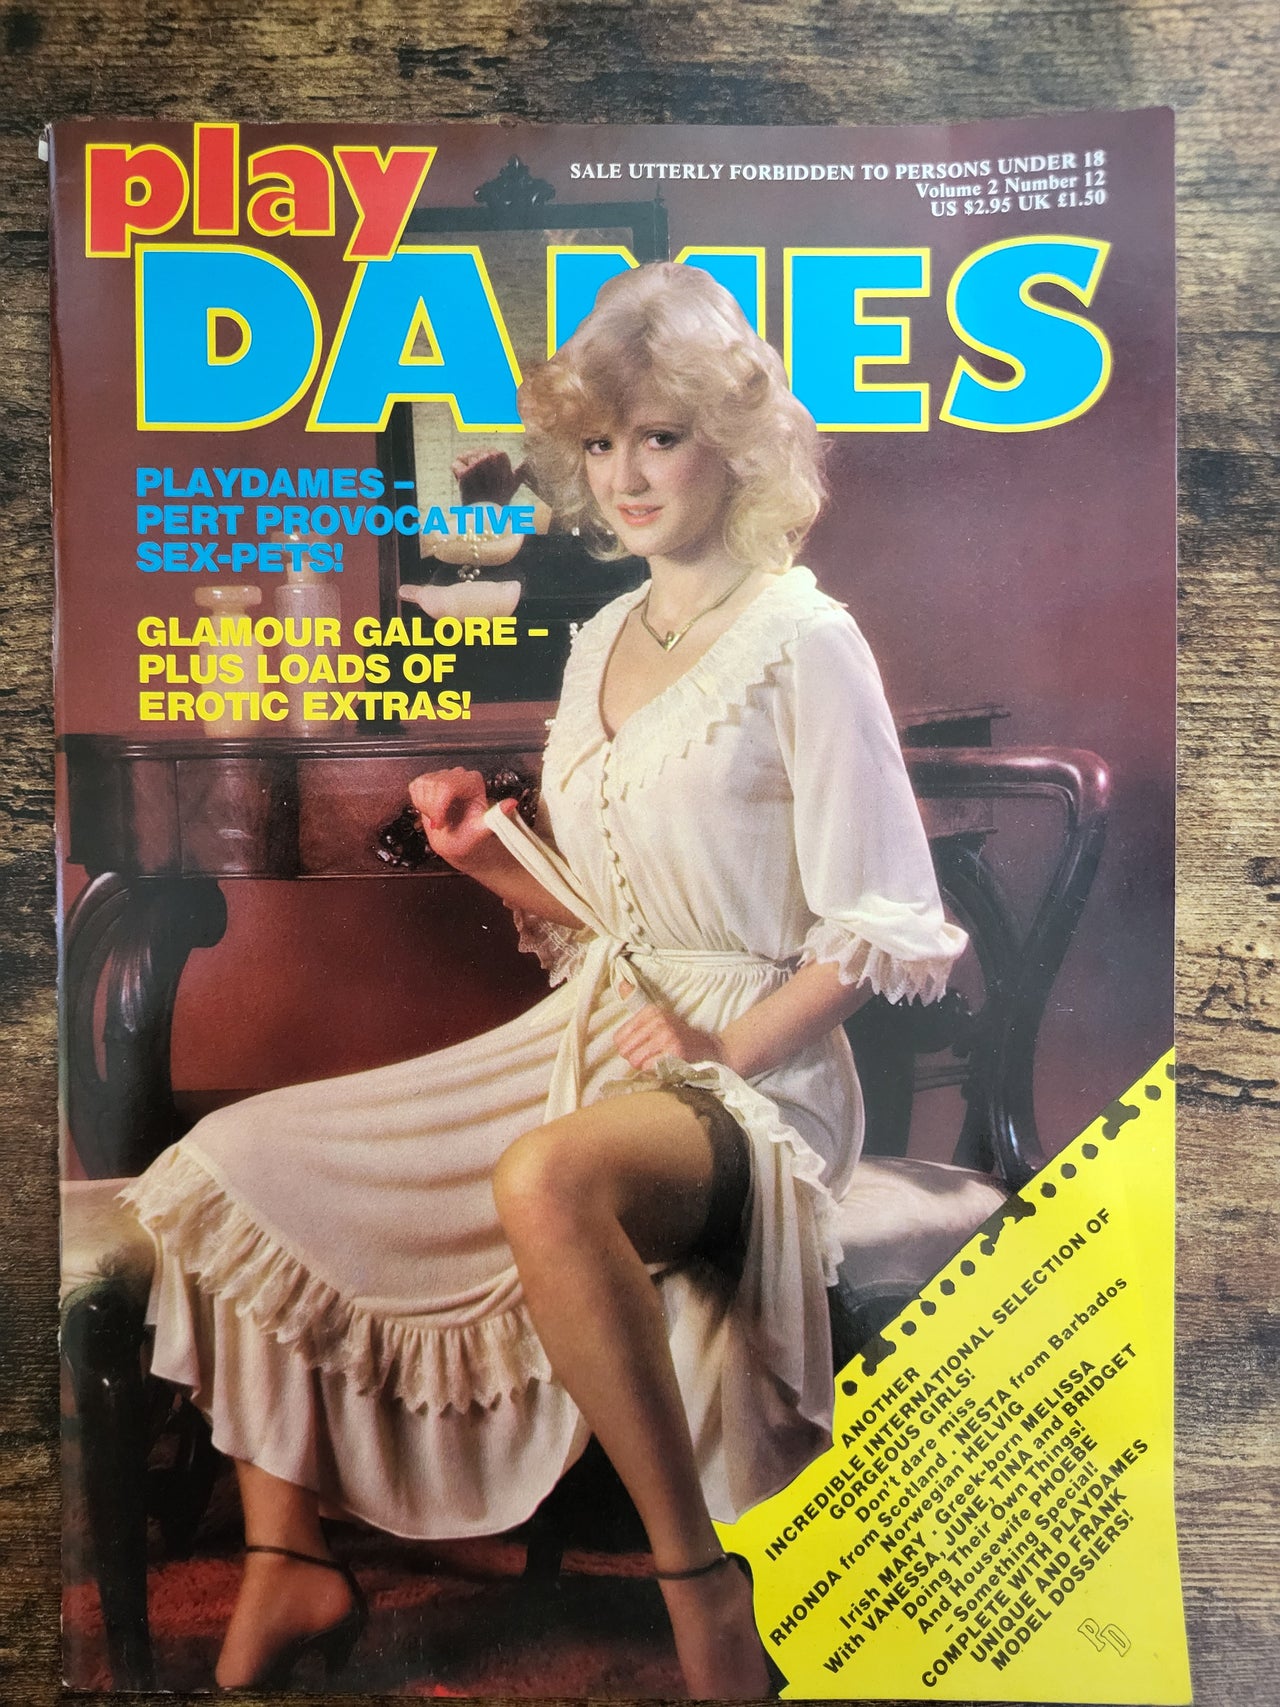 play
DAMES
SALE UTTERLY FORBIDDEN TO PERSONS UNDER 18
Volume 2 Number 12
US $2.95 UK £1.50
PLAYDAMES –
PERT PROVOCATIVE
SEX-PETS!
GLAMOUR GALORE –
PLUS LOADS OF
EROTIC EXTRAS!
ANOTHER
INCREDIBLE INTERNATIONAL SELECTION OF
GORGEOUS GIRLS!
Don't dare miss
RHONDA from Scotland · NESTA from Barbados
Norwegian HELVIG
Irish MARY · Greek-born MELISSA
With VANESSA, JUNE, TINA and BRIDGET
Doing Their Own Things!
And Housewife PHOEBE
– Something Special!
COMPLETE WITH PLAYDAMES
UNIQUE AND FRANK
MODEL DOSSIERS!
PD